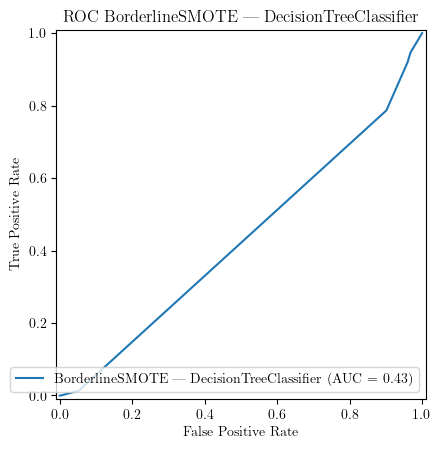 ROC BorderlineSMOTE — DecisionTreeClassifier
1.0
0.8
0.6
0.4
0.2
0.0
True Positive Rate
BorderlineSMOTE — DecisionTreeClassifier (AUC = 0.43)
0.0 0.2 0.4 0.6 0.8 1.0
False Positive Rate